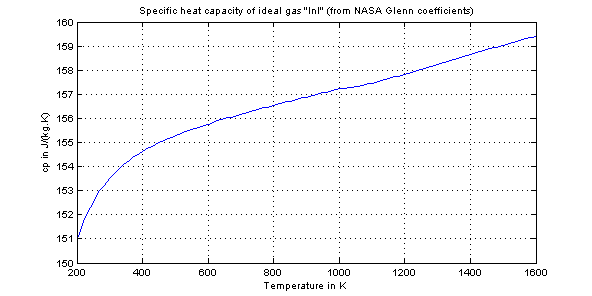 Specific heat capacity of ideal gas "InI" (from NASA Glenn coefficients)
160
159
158
157
156
155
154
153
152
151
150
cp in J/(kg.K)
200 400 600 800 1000 1200 1400 1600
Temperature in K